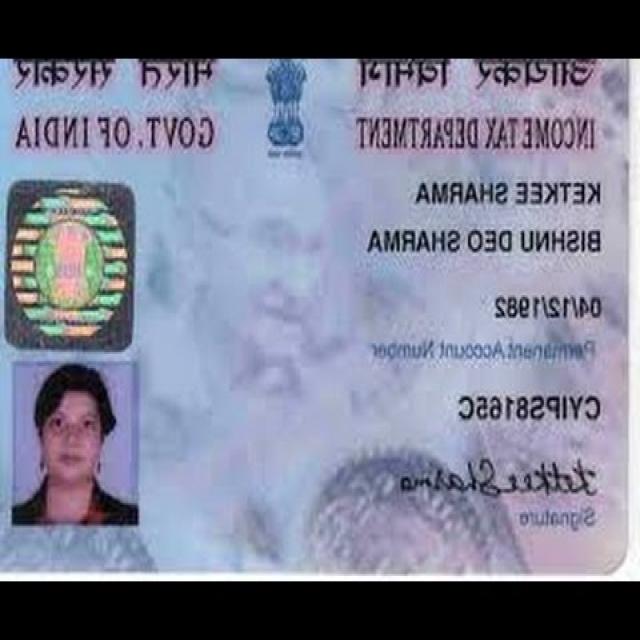 आयकर विभाग
भारत सरकार
INCOME TAX DEPARTMENT
GOVT. OF INDIA
KETKEE SHARMA
BISHNU DEO SHARMA
04/12/1982
Permanent Account Number
CYIPS8165C
Ketkee Sharma
Signature